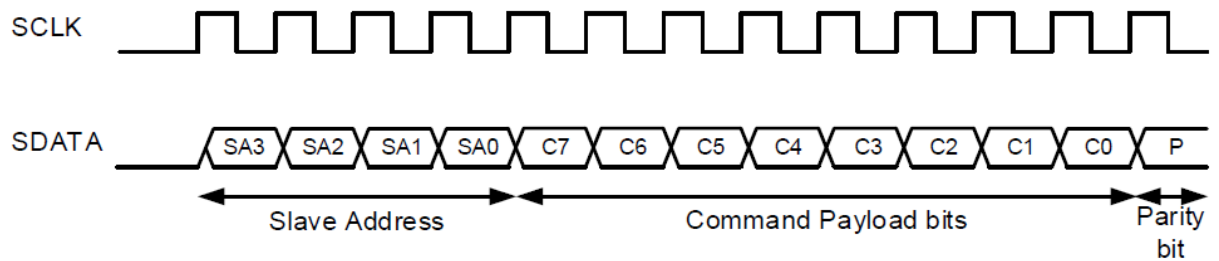 SCLK
SDATA SA3 SA2 SA1 SA0 C7 C6 C5 C4 C3 C2 C1 C0 P
Slave Address Command Payload bits Parity
bit